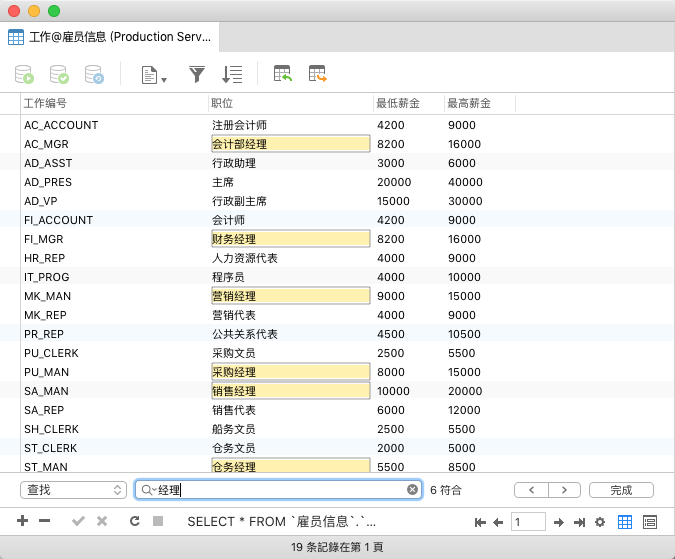 工作@雇员信息 (Production Serv...
工作编号 职位 最低薪金 最高薪金
AC_ACCOUNT 注册会计师 4200 9000
AC_MGR 会计部经理 8200 16000
AD_ASST 行政助理 3000 6000
AD_PRES 主席 20000 40000
AD_VP 行政副主席 15000 30000
FI_ACCOUNT 会计师 4200 9000
FI_MGR 财务经理 8200 16000
HR_REP 人力资源代表 4000 9000
IT_PROG 程序员 4000 10000
MK_MAN 营销经理 9000 15000
MK_REP 营销代表 4000 9000
PR_REP 公共关系代表 4500 10500
PU_CLERK 采购文员 2500 5500
PU_MAN 采购经理 8000 15000
SA_MAN 销售经理 10000 20000
SA_REP 销售代表 6000 12000
SH_CLERK 船务文员 2500 5500
ST_CLERK 仓务文员 2000 5000
ST_MAN 仓务经理 5500 8500
查找 经理 6 符合 完成
SELECT * FROM `雇员信息`.`... 1
19 条記錄在第 1 頁